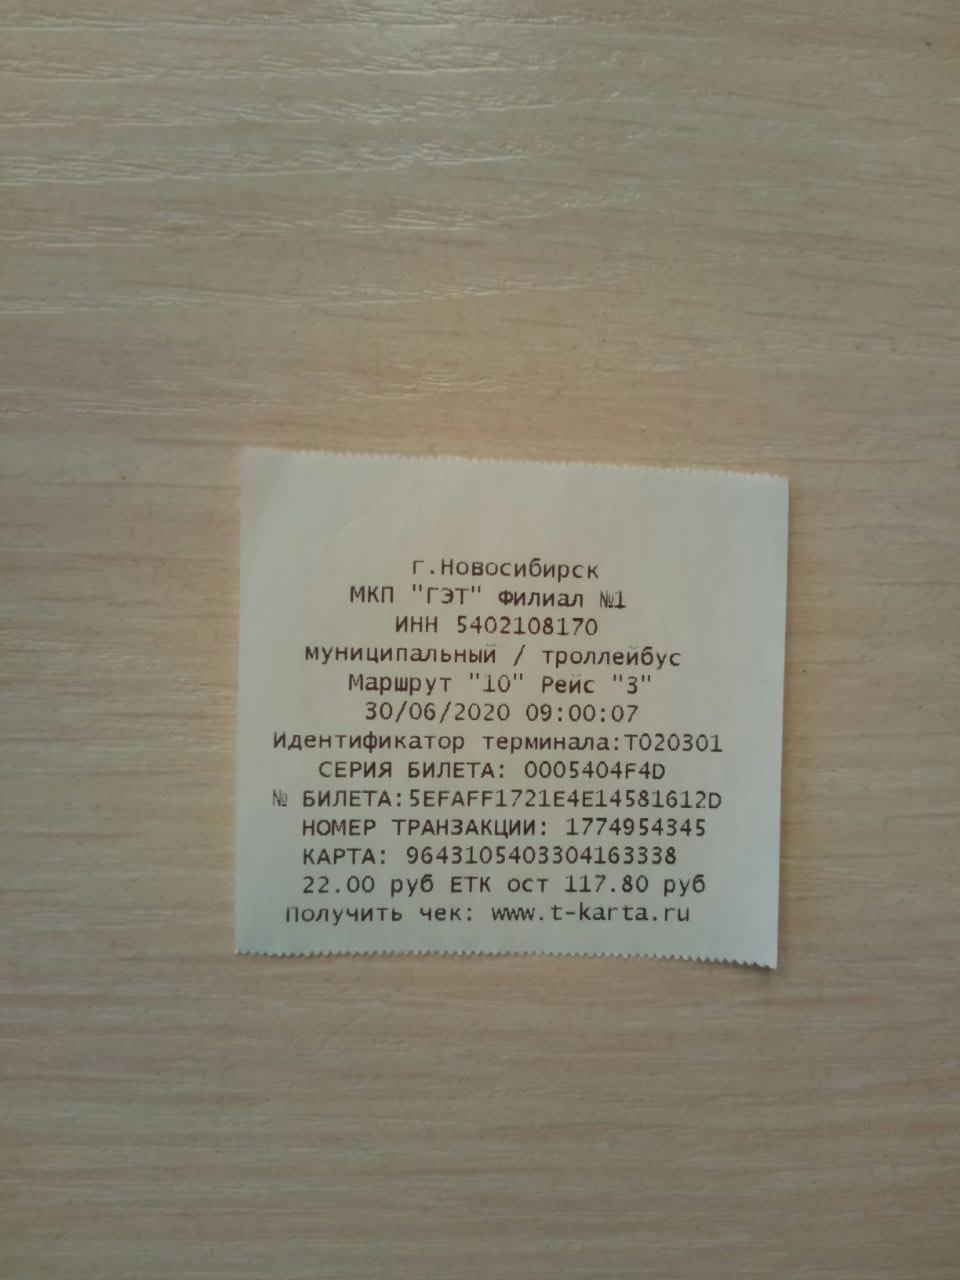 г.Новосибирск
МКП "ГЭТ" Филиал №1
ИНН 5402108170
муниципальный / троллейбус
Маршрут "10" Рейс "3"
30/06/2020 09:00:07
Идентификатор терминала:T020301
СЕРИЯ БИЛЕТА: 0005404F4D
№ БИЛЕТА:5EFAFF1721E4E14581612D
НОМЕР ТРАНЗАКЦИИ: 1774954345
КАРТА: 9643105403304163338
22.00 руб ЕТК ост 117.80 руб
Получить чек: www.t-karta.ru